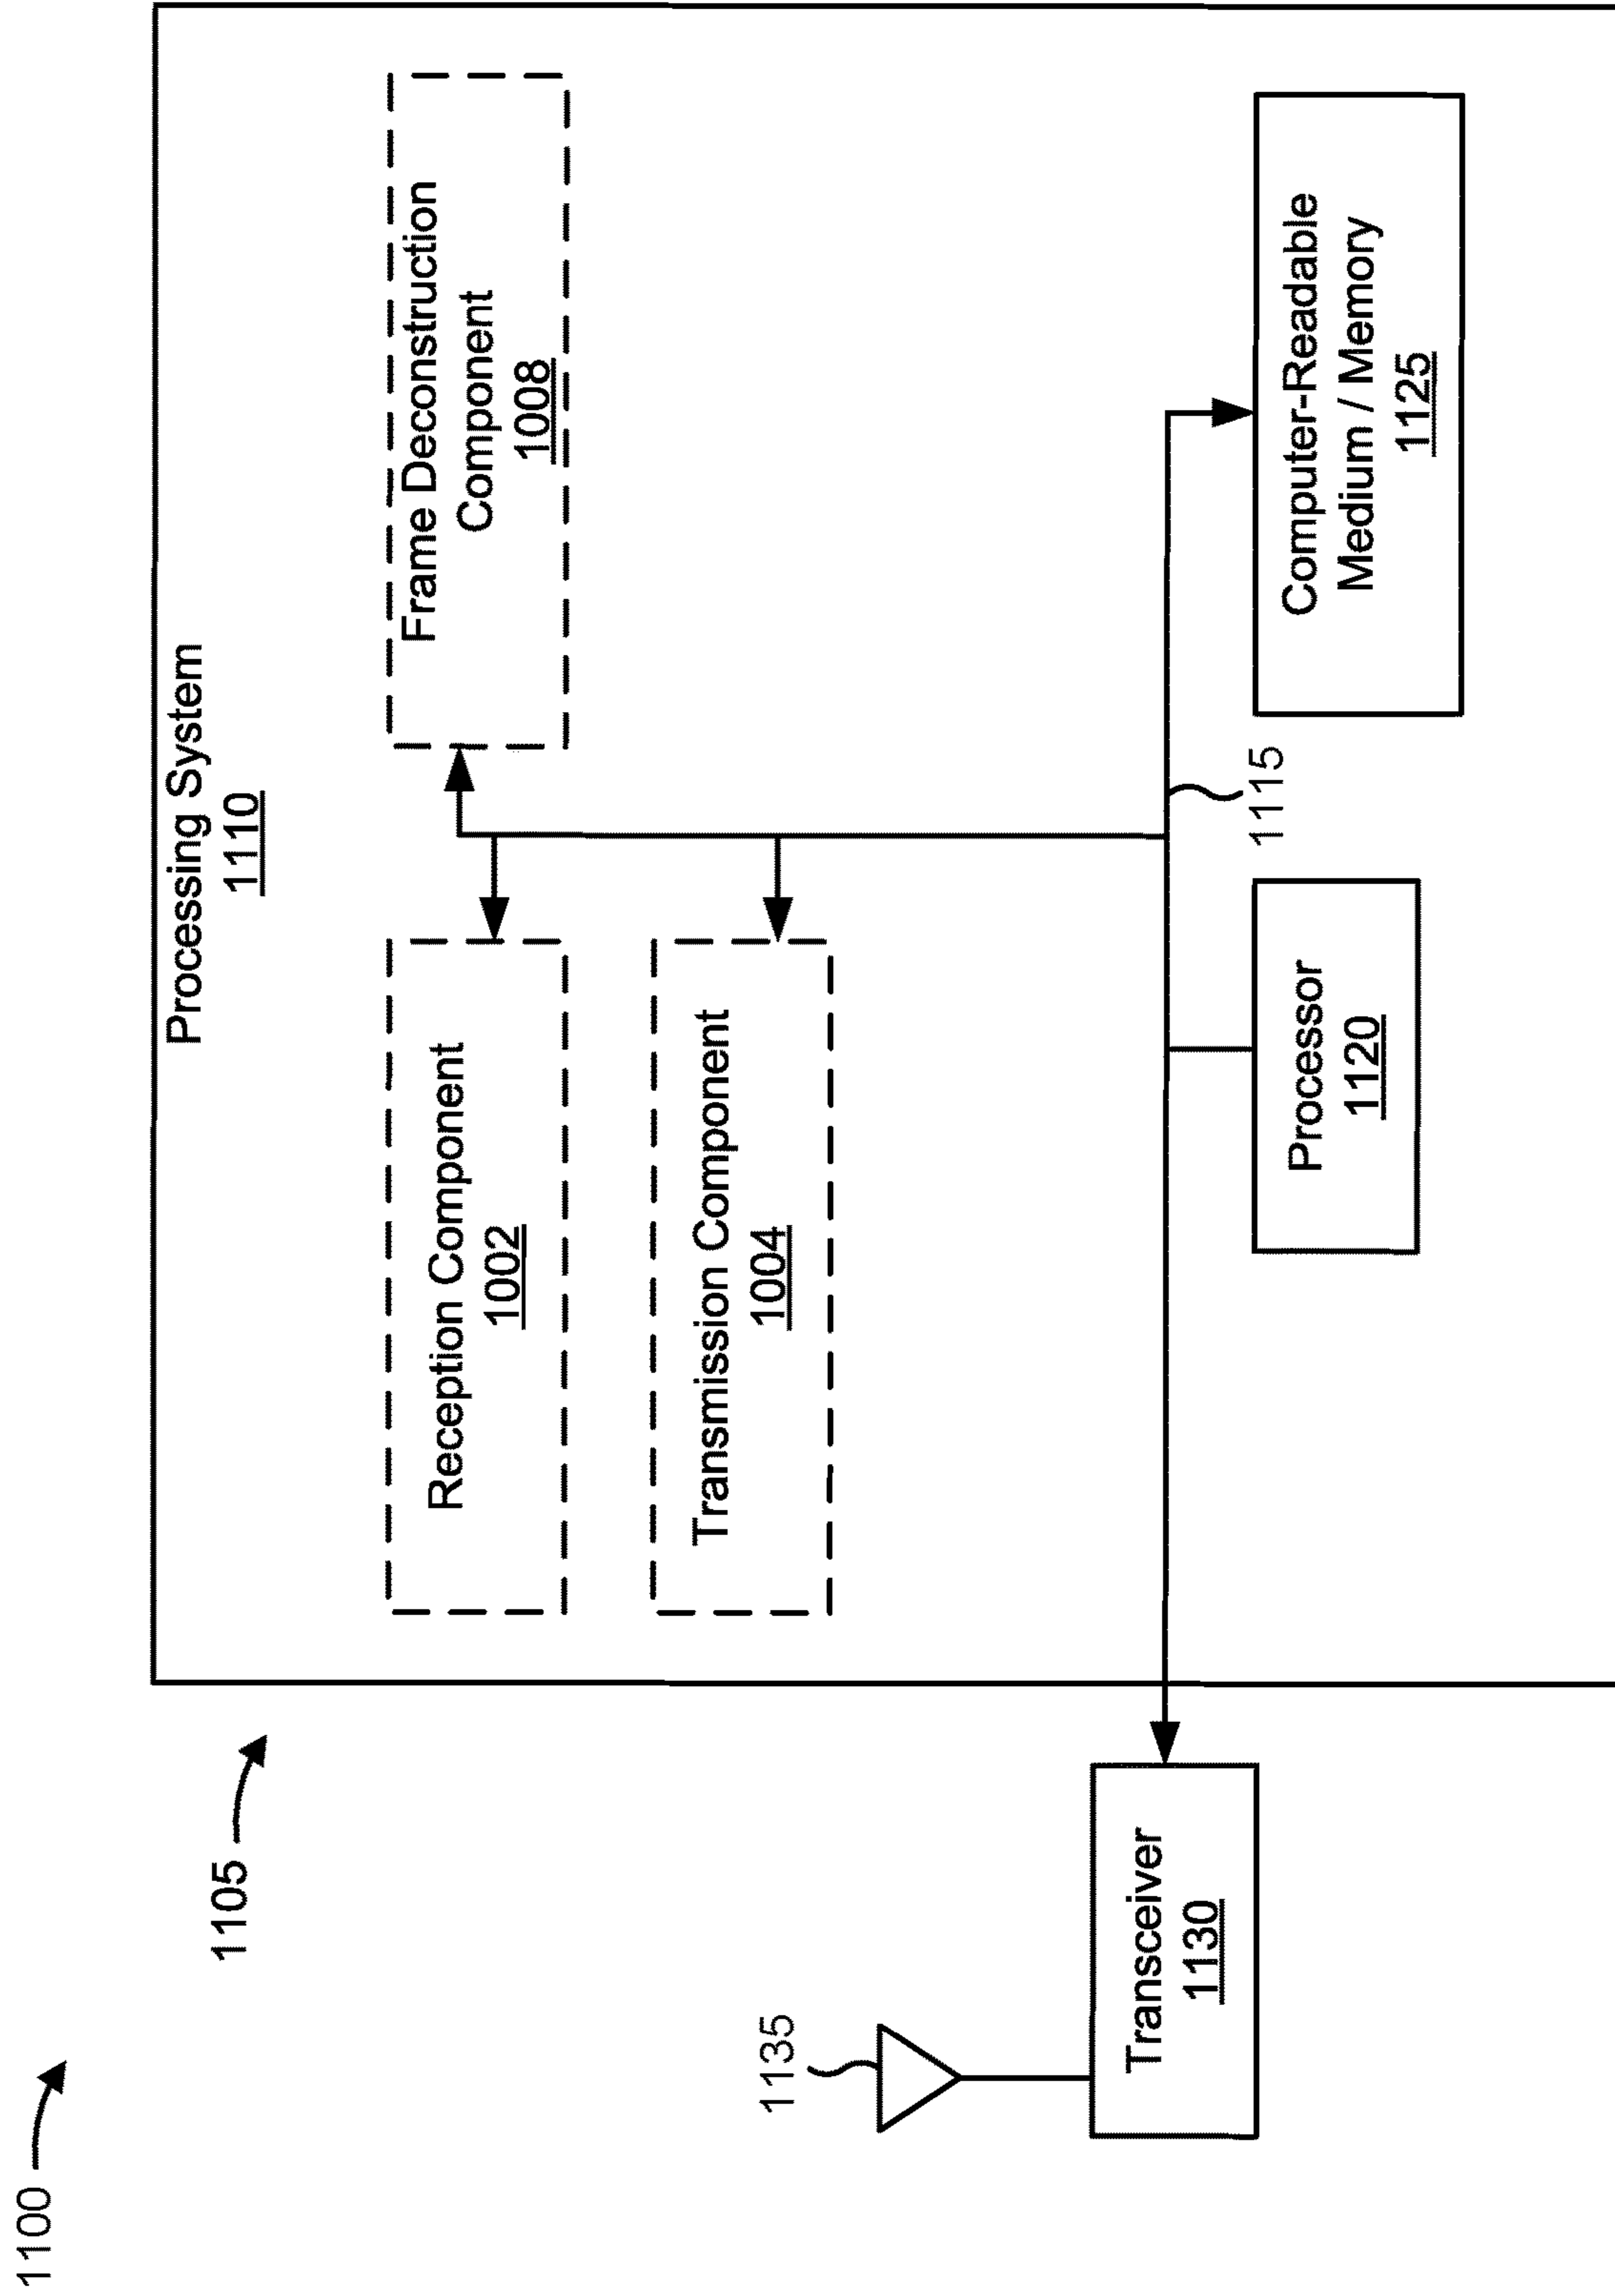 1100
1105
Processing System
1110
Reception Component
1002
Frame Deconstruction
Component
1008
Transmission Component
1004
1135
Transceiver
1130
Processor
1120
1115
Computer-Readable
Medium / Memory
1125